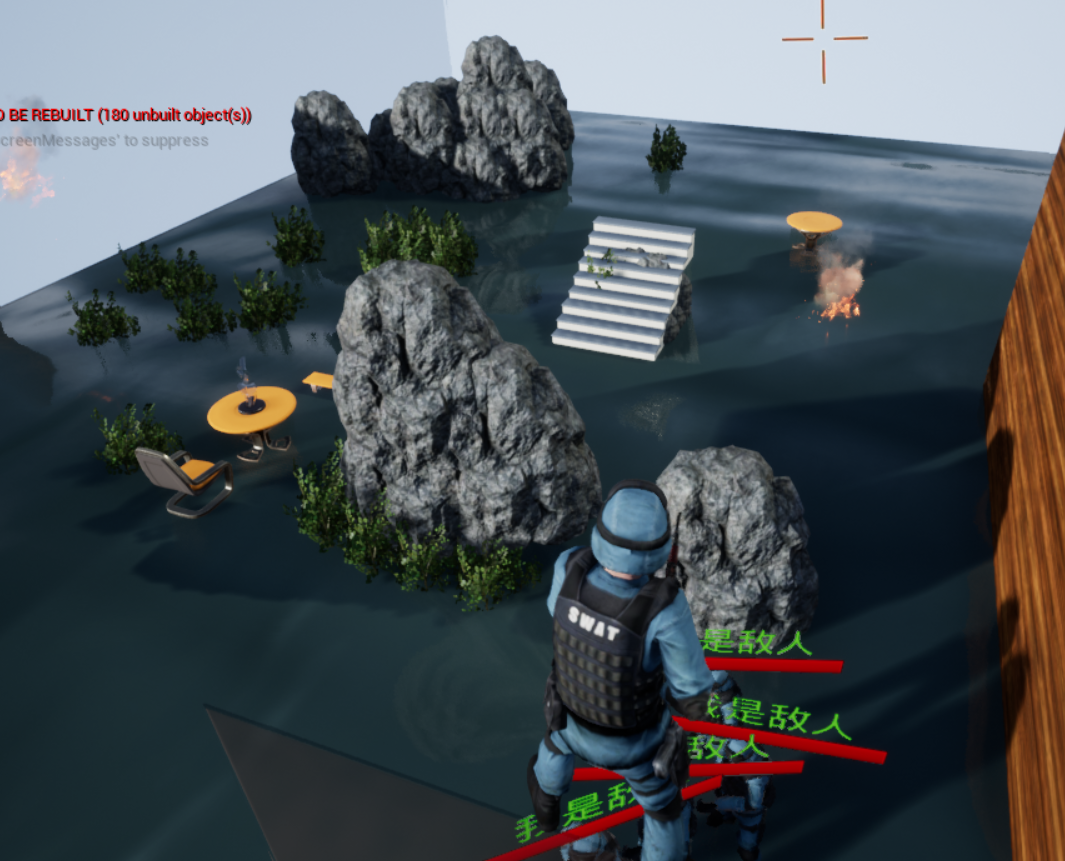 O BE REBUILT (180 unbuilt object(s))
creenMessages' to suppress
SWAT
是敌人
是敌人
敌人
我是敌